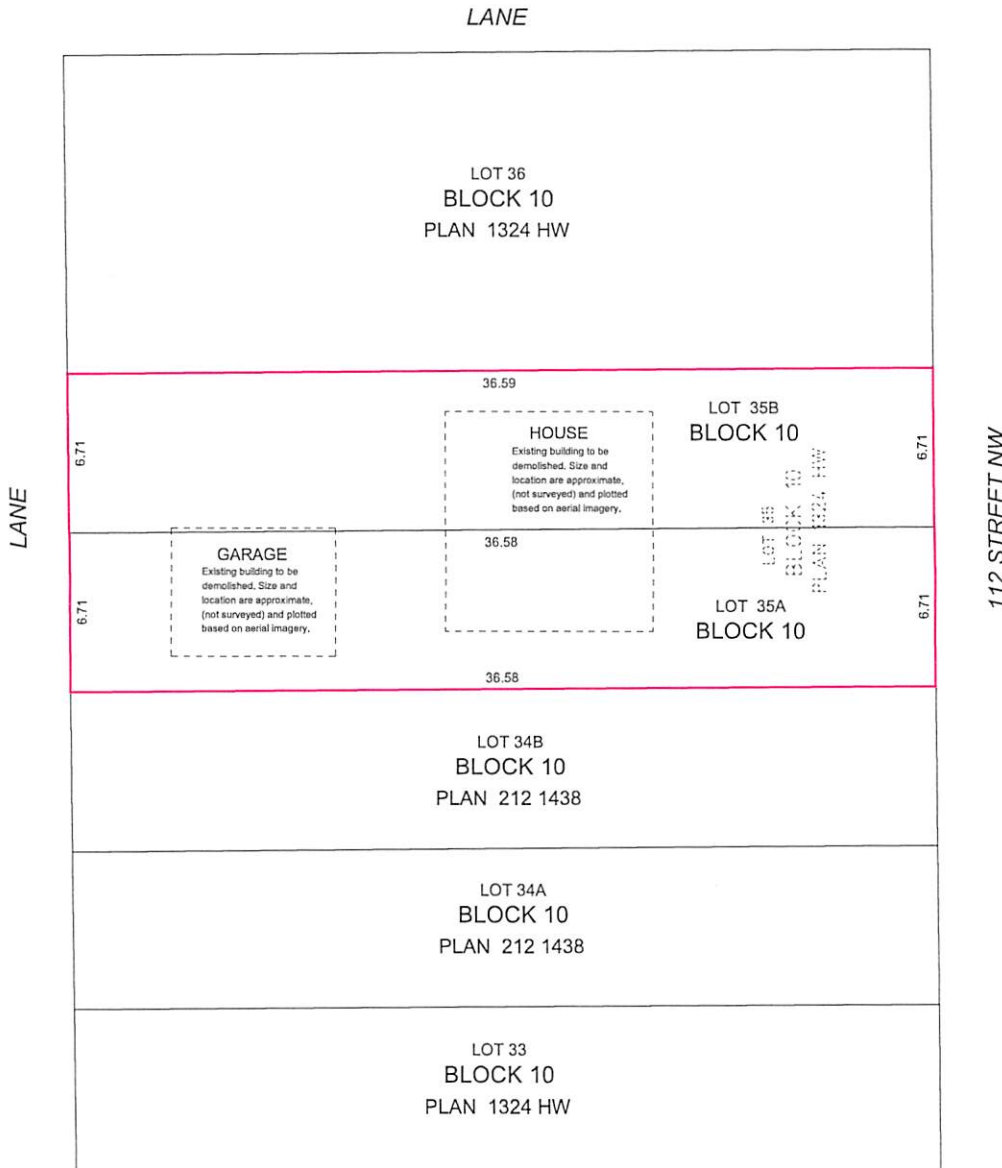 LANE
LOT 36
BLOCK 10
PLAN 1324 HW
36.59
LOT 35B
BLOCK 10
HOUSE
Existing building to be
demolished. Size and
location are approximate,
(not surveyed) and plotted
based on aerial imagery.
6.71
6.71
LANE
112 STREET NW
LOT 35
BLOCK 10
PLAN 1324 HW
36.58
GARAGE
Existing building to be
demolished. Size and
location are approximate,
(not surveyed) and plotted
based on aerial imagery.
6.71
6.71
LOT 35A
BLOCK 10
36.58
LOT 34B
BLOCK 10
PLAN 212 1438
LOT 34A
BLOCK 10
PLAN 212 1438
LOT 33
BLOCK 10
PLAN 1324 HW